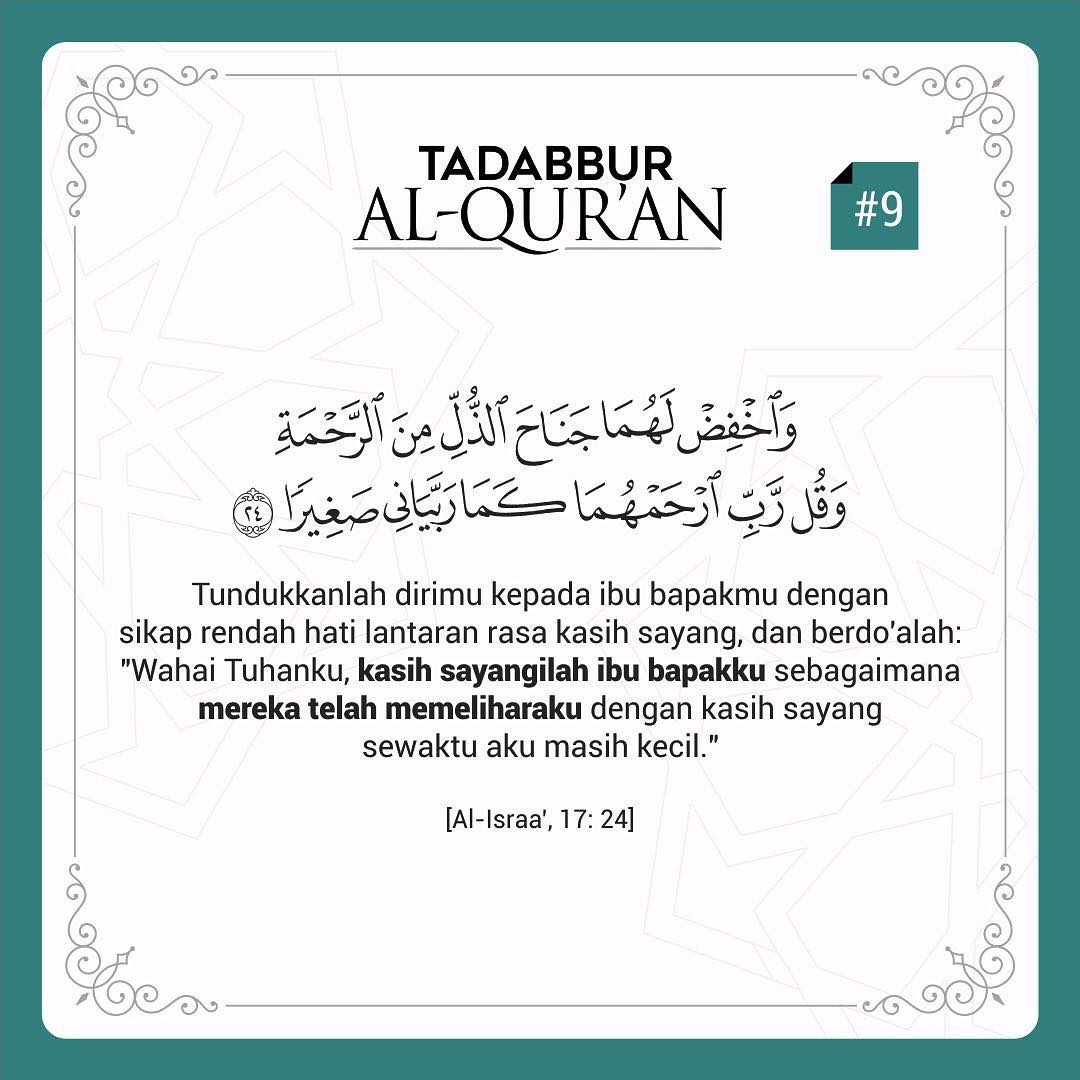 TADABBUR
AL-QUR'AN
#9
وَٱخْفِضْ لَهُمَا جَنَاحَ ٱلذُّلِّ مِنَ ٱلرَّحْمَةِ
وَقُل رَّبِّ ٱرْحَمْهُمَا كَمَا رَبَّيَانِى صَغِيرًا ٢٤
Tundukkanlah dirimu kepada ibu bapakmu dengan
sikap rendah hati lantaran rasa kasih sayang, dan berdo'alah:
"Wahai Tuhanku, kasih sayangilah ibu bapakku sebagaimana
mereka telah memeliharaku dengan kasih sayang
sewaktu aku masih kecil."
[Al-Israa', 17: 24]